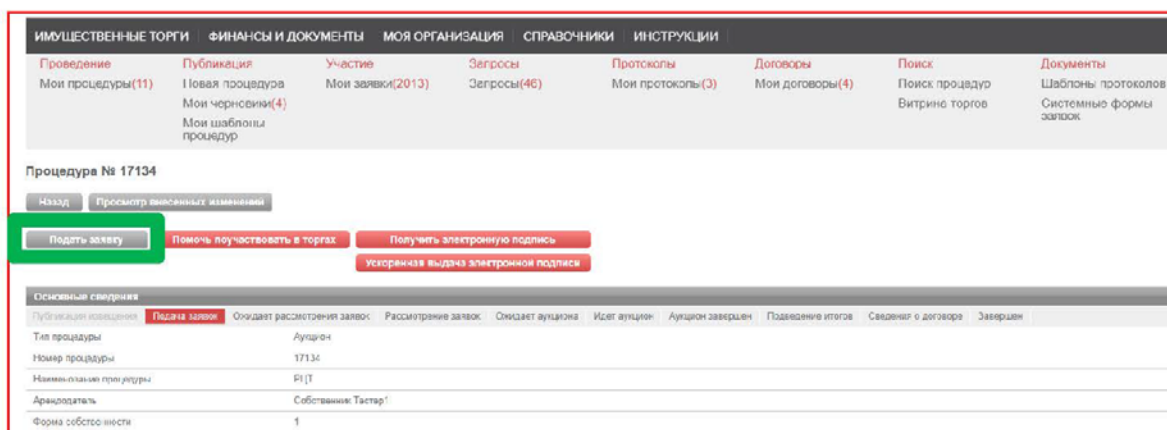 ИМУЩЕСТВЕННЫЕ ТОРГИ ФИНАНСЫ И ДОКУМЕНТЫ МОЯ ОРГАНИЗАЦИЯ СПРАВОЧНИКИ ИНСТРУКЦИИ
Проведение Публикация Участие Запросы Протоколы Договоры Поиск Документы
Мои процедуры(11) Новая процедура Мои заявки(2013) Запросы(46) Мои протоколы(3) Мои договоры(4) Поиск процедур Шаблоны протоколов
Мои черновики(4) Витрина торгов Системные формы
Мои шаблоны заявок
процедур
Процедура № 17134
Назад Просмотр внесенных изменений
Подать заявку Помочь поучаствовать в торгах Получить электронную подпись
Ускоренная выдача электронной подписи
Основные сведения
Публикация извещения Подача заявок Ожидает рассмотрения заявок Рассмотрение заявок Ожидает аукциона Идет аукцион Аукцион завершен Подведение итогов Сведения о договоре Завершен
Тип процедуры Аукцион
Номер процедуры 17134
Наименование процедуры
Арендодатель Собственник Тестер1
Форма собственности 1